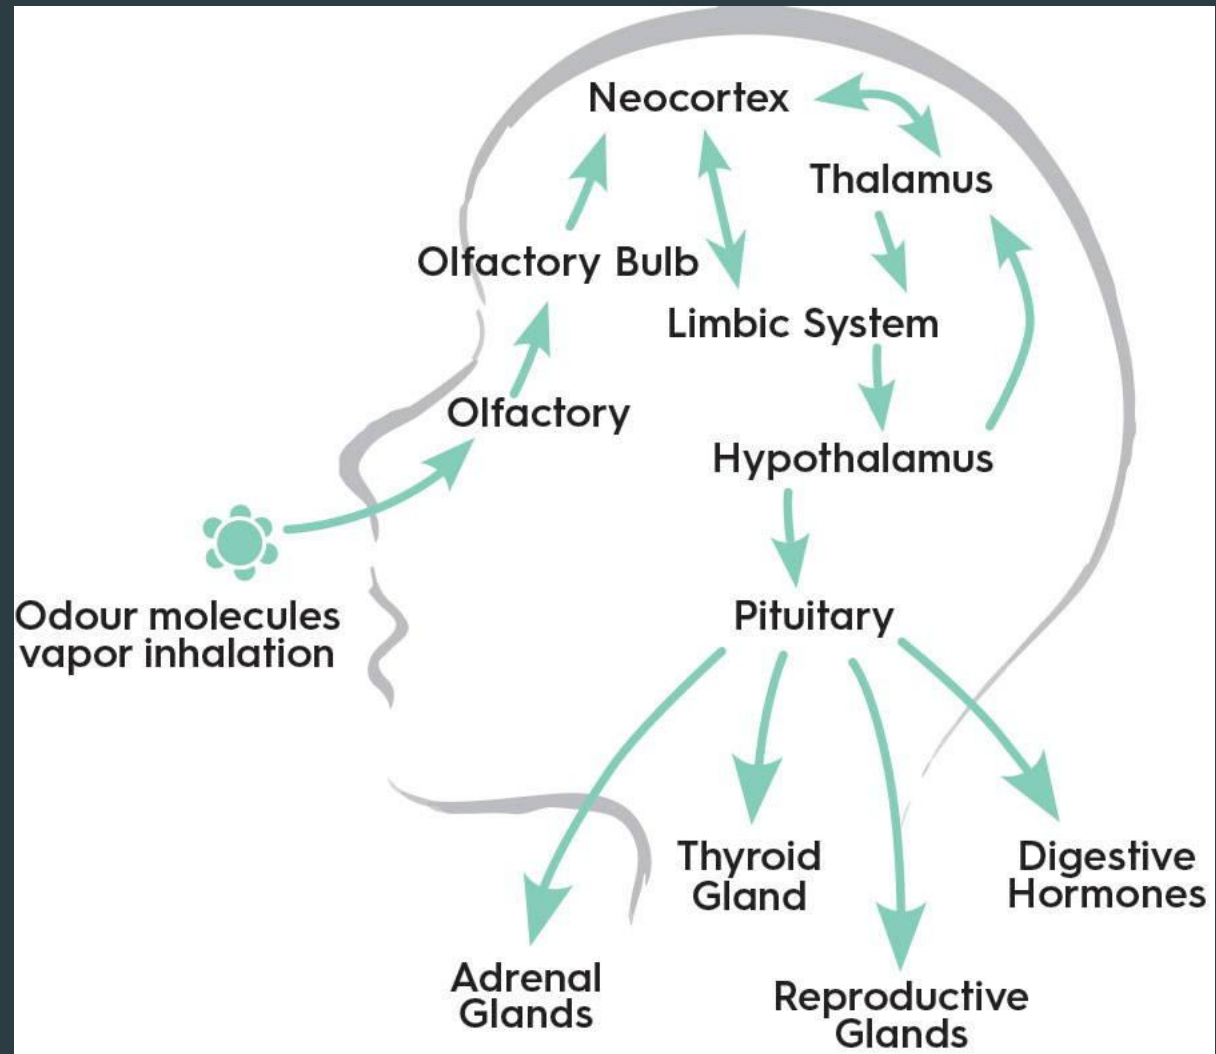 Neocortex
Thalamus
Olfactory Bulb
Limbic System
Olfactory
Hypothalamus
Odour molecules
vapor inhalation
Pituitary
Thyroid
Gland
Digestive
Hormones
Adrenal
Glands
Reproductive
Glands